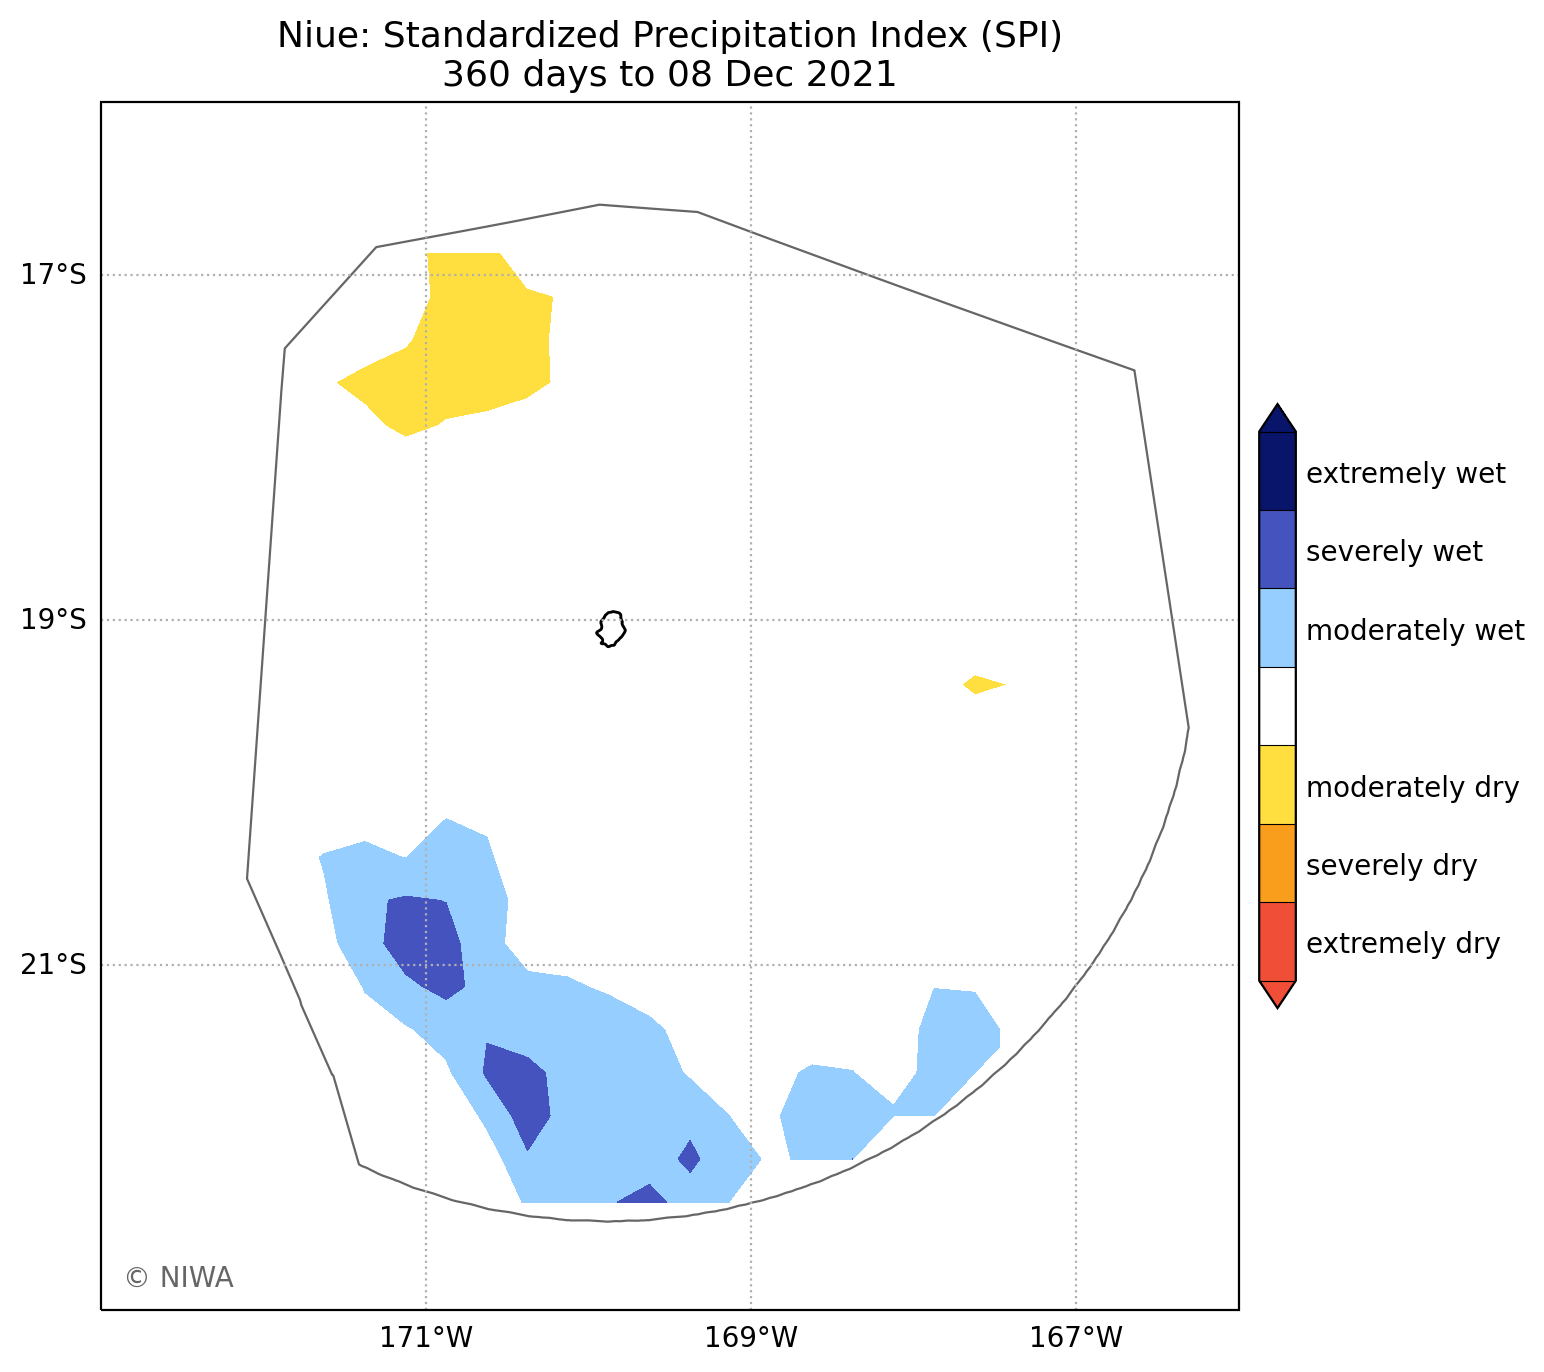 Niue: Standardized Precipitation Index (SPI)
360 days to 08 Dec 2021
17°S
19°S
21°S
171°W
169°W
167°W
extremely wet
severely wet
moderately wet
moderately dry
severely dry
extremely dry
© NIWA